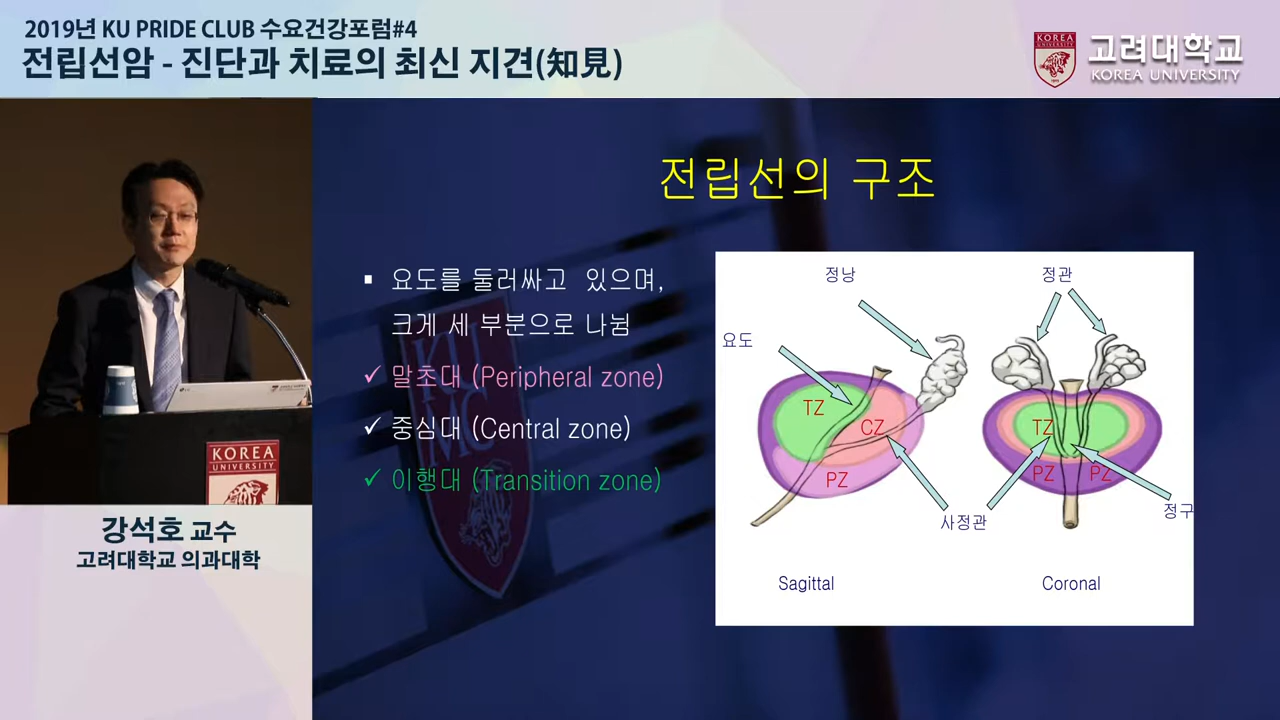 2019년 KU PRIDE CLUB 수요건강포럼#4
전립선암 - 진단과 치료의 최신 지견(知見)
KOREA
고려대학교
KOREA UNIVERSITY
전립선의 구조
▪ 요도를 둘러싸고 있으며,
크게 세 부분으로 나뉨
✓ 말초대 (Peripheral zone)
✓ 중심대 (Central zone)
✓ 이행대 (Transition zone)
정낭
정관
요도
TZ
CZ
PZ
TZ
PZ
PZ
사정관
정구
Sagittal
Coronal
KOREA
UNIVERSITY
강석호 교수
고려대학교 의과대학